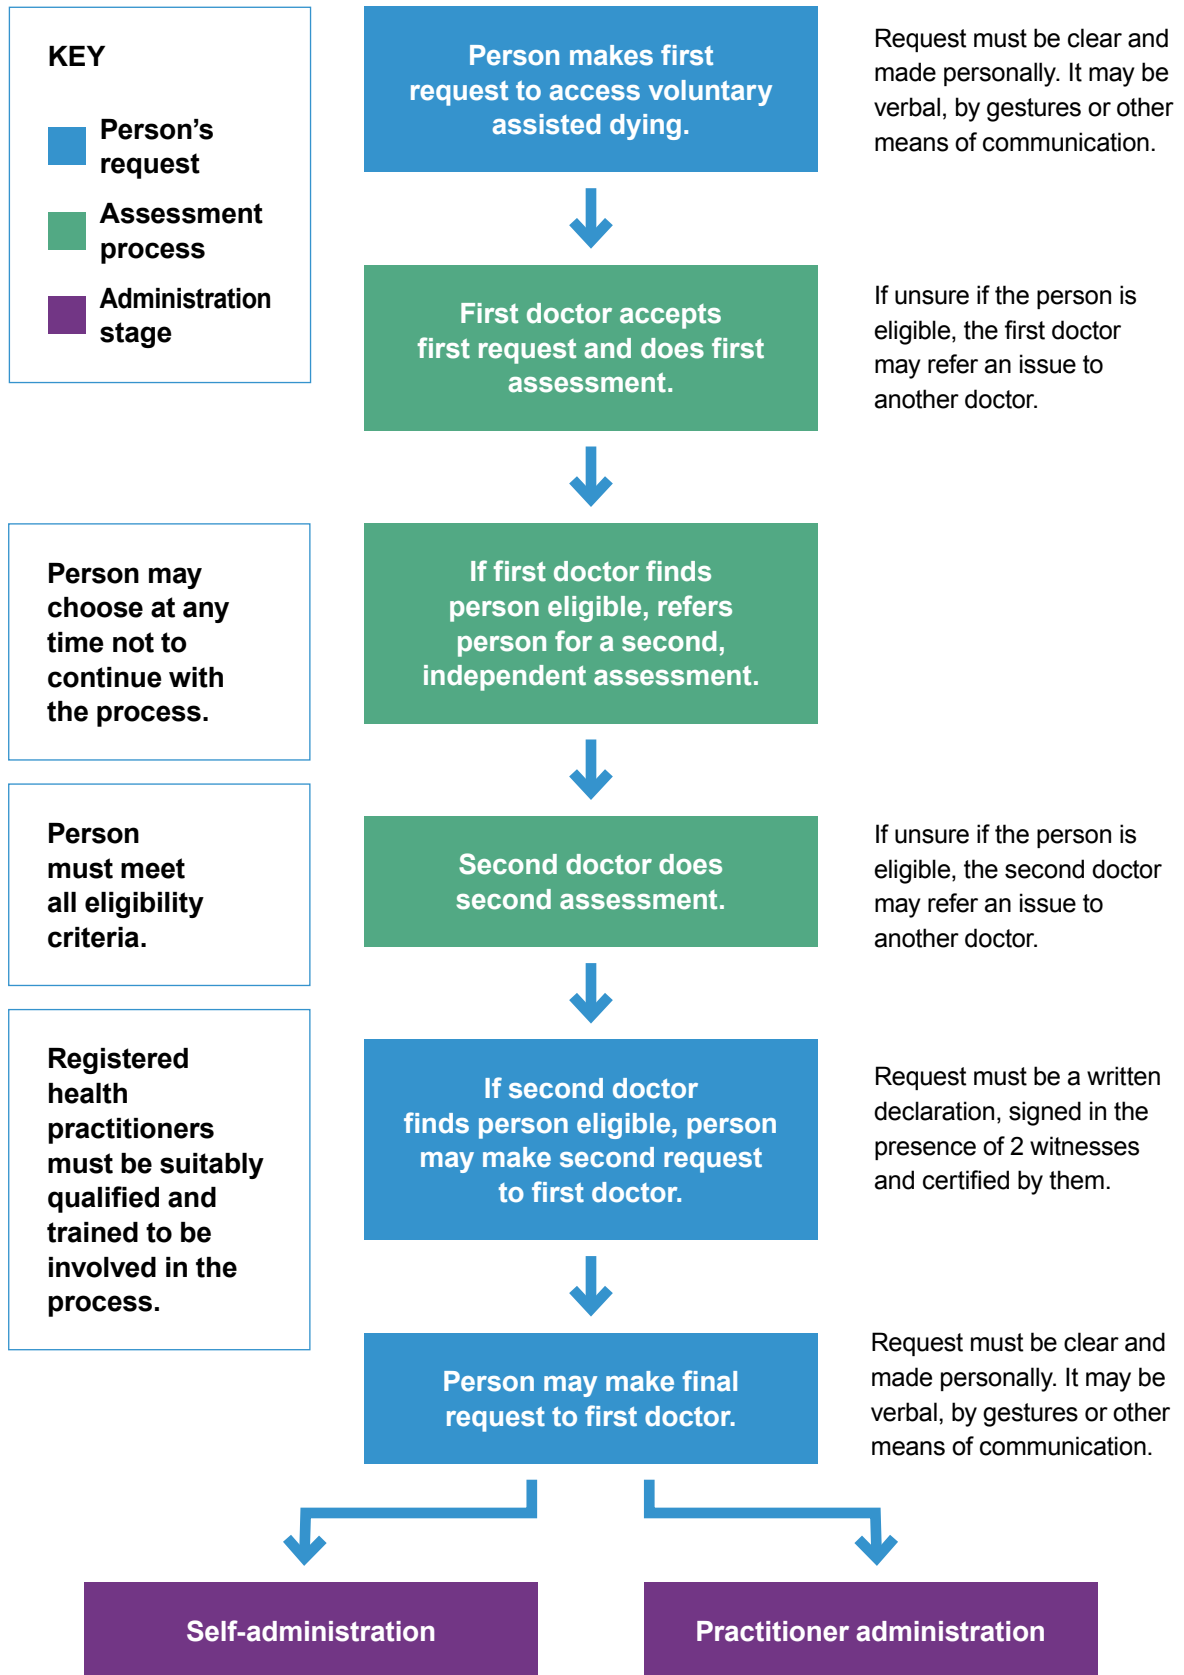 KEY
Person's
request
Assessment
process
Administration
stage
Person makes first
request to access voluntary
assisted dying.
Request must be clear and
made personally. It may be
verbal, by gestures or other
means of communication.
First doctor accepts
first request and does first
assessment.
If unsure if the person is
eligible, the first doctor
may refer an issue to
another doctor.
Person may
choose at any
time not to
continue with
the process.
If first doctor finds
person eligible, refers
person for a second,
independent assessment.
Person
must meet
all eligibility
criteria.
Second doctor does
second assessment.
If unsure if the person is
eligible, the second doctor
may refer an issue to
another doctor.
Registered
health
practitioners
must be suitably
qualified and
trained to be
involved in the
process.
If second doctor
finds person eligible, person
may make second request
to first doctor.
Request must be a written
declaration, signed in the
presence of 2 witnesses
and certified by them.
Person may make final
request to first doctor.
Request must be clear and
made personally. It may be
verbal, by gestures or other
means of communication.
Self-administration
Practitioner administration